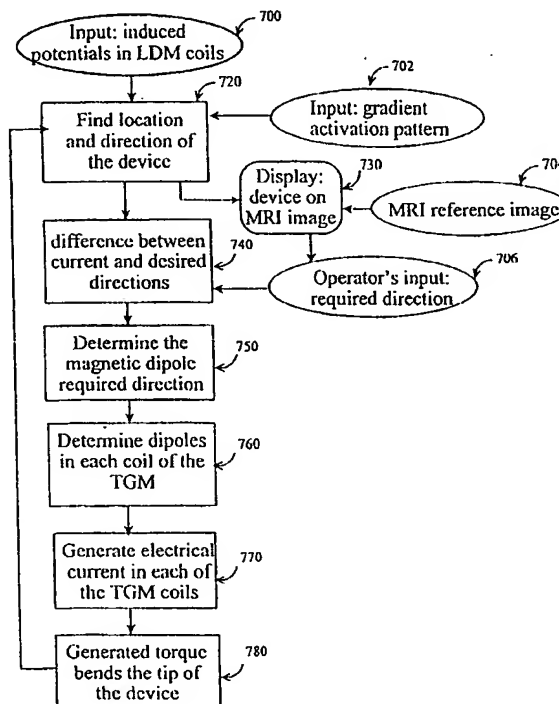 Input: induced
potentials in LDM coils
700
720
702
Find location
and direction
of the device
Input: gradient
activation pattern
Display:
device on
MRI image
730
704
MRI reference image
difference between
current and desired
directions
740
Operator's input:
required direction
706
Determine the
magnetic dipole
required direction
750
Determine dipoles
in each coil of the
TGM
760
Generate electrical
current in each of
the TGM coils
770
Generated torque
bends the tip of
the device
780